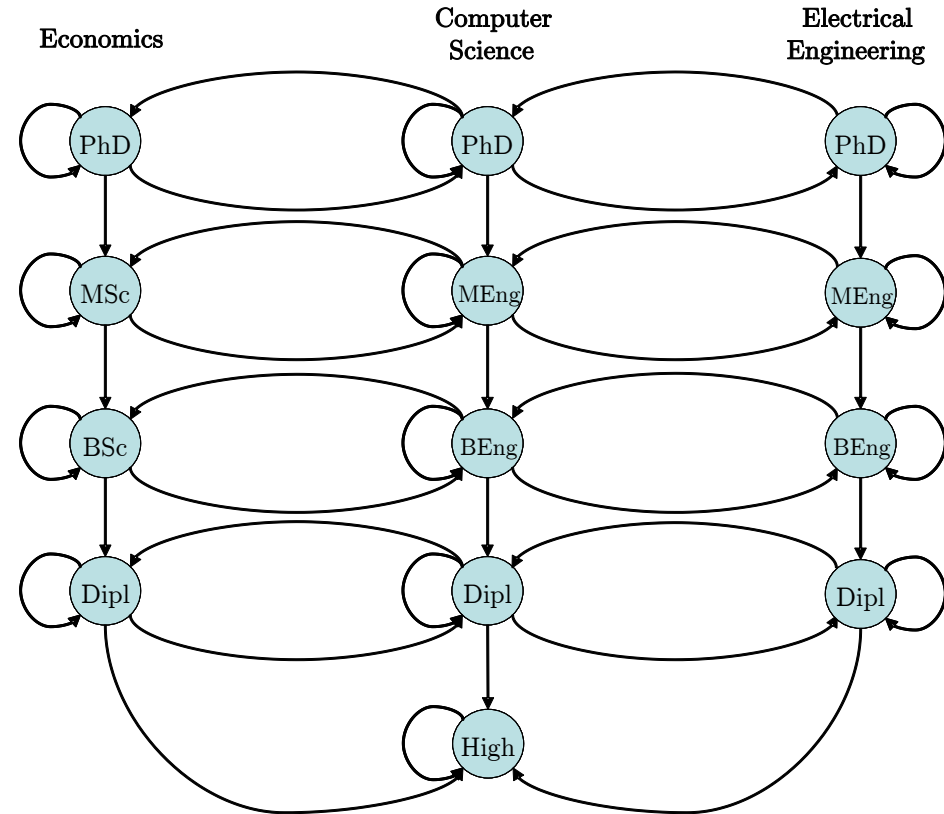 Economics
Computer
Science
Electrical
Engineering
PhD
PhD
PhD
MSc
MEng
MEng
BSc
BEng
BEng
Dipl
Dipl
Dipl
High